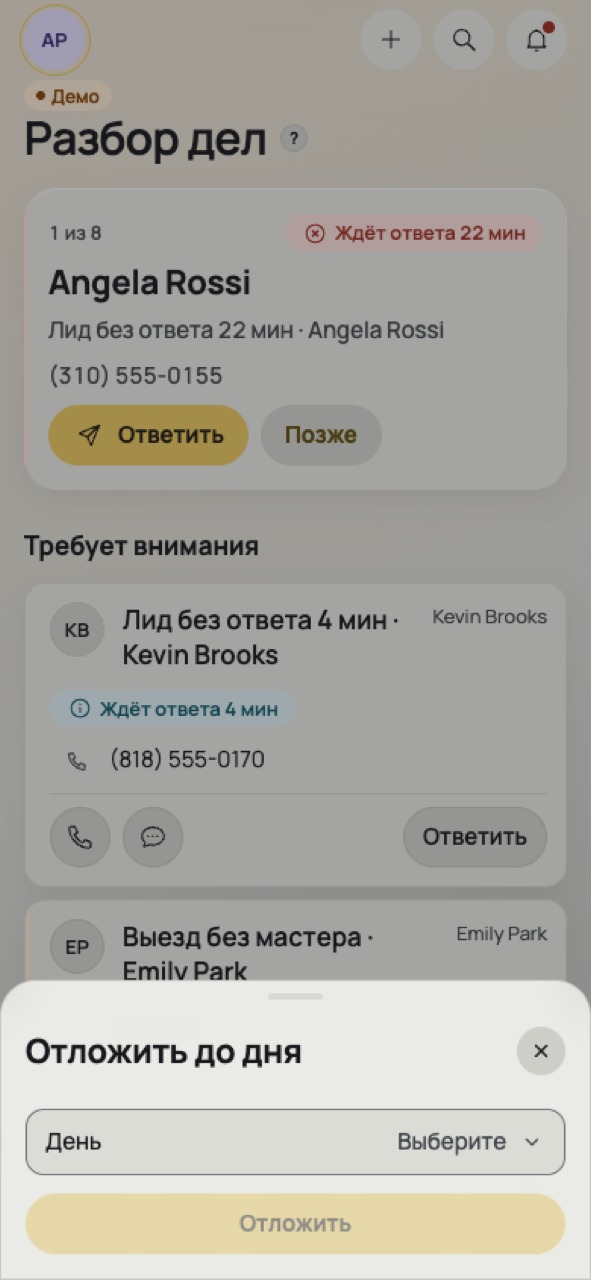 AP
Демо
Разбор дел ?
1 из 8
Ждёт ответа 22 мин
Angela Rossi
Лид без ответа 22 мин · Angela Rossi
(310) 555-0155
Ответить
Позже
Требует внимания
KB
Лид без ответа 4 мин ·
Kevin Brooks
Kevin Brooks
Ждёт ответа 4 мин
(818) 555-0170
Ответить
EP
Выезд без мастера ·
Emily Park
Emily Park
Отложить до дня
День
Выберите
Отложить